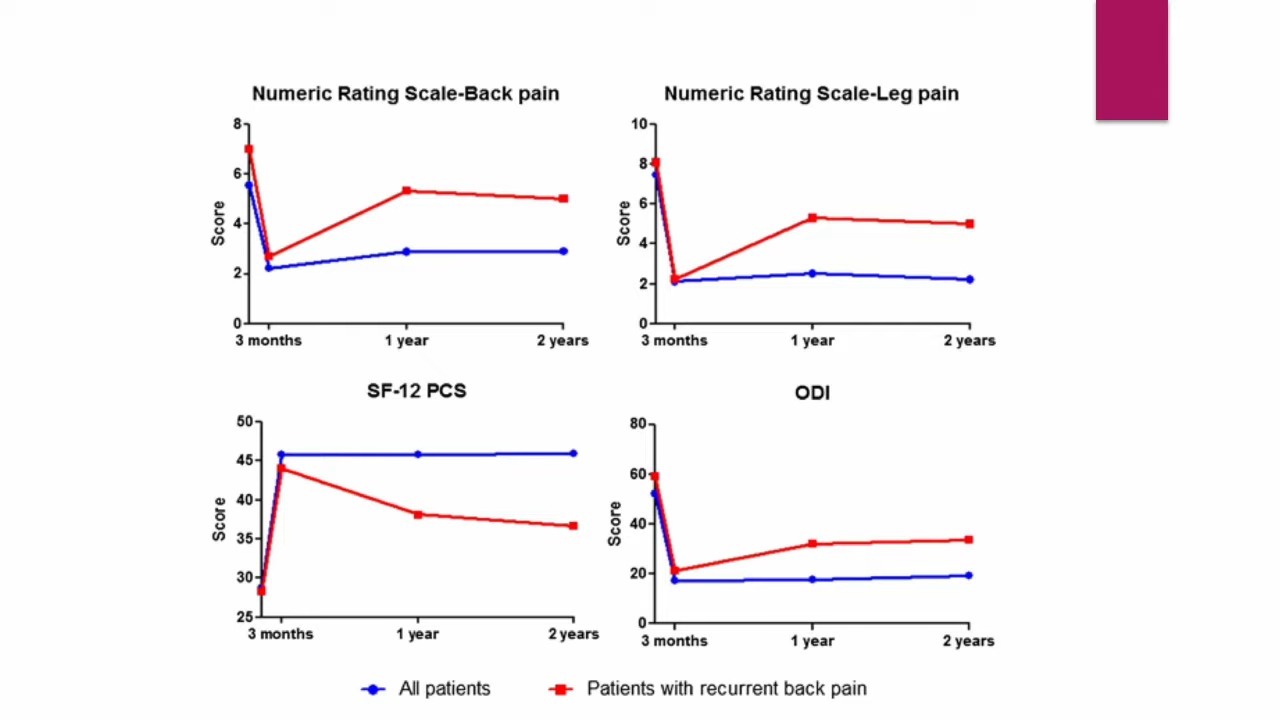 Numeric Rating Scale-Back pain
8
6
4
2
0
Score
3 months 1 year 2 years
Numeric Rating Scale-Leg pain
10
8
6
4
2
0
Score
3 months 1 year 2 years
SF-12 PCS
50
45
40
35
30
25
Score
3 months 1 year 2 years
ODI
80
60
40
20
0
Score
3 months 1 year 2 years
All patients Patients with recurrent back pain